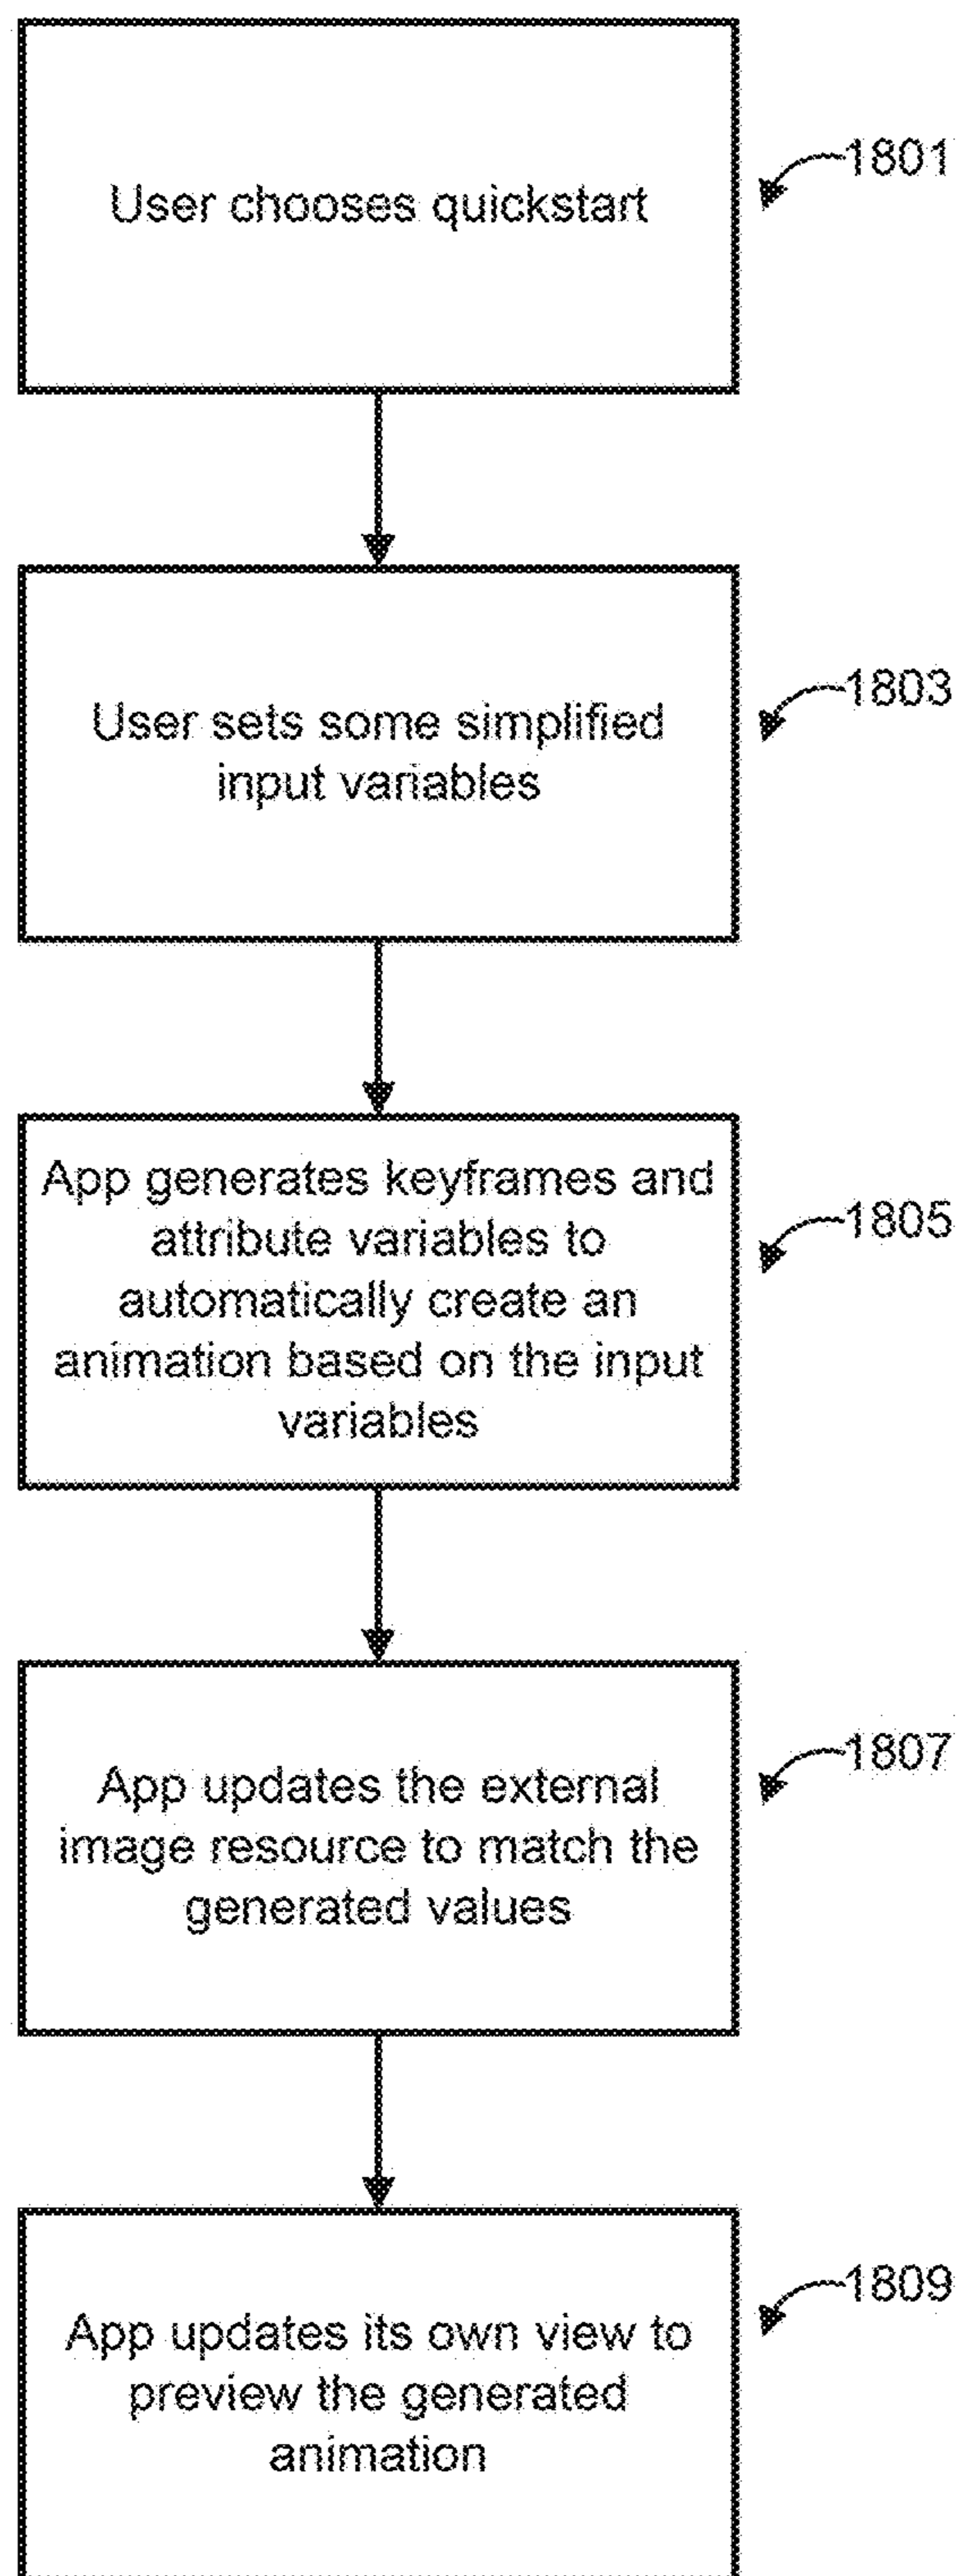 User chooses quickstart
1801
User sets some simplified
input variables
1803
App generates keyframes and
attribute variables to
automatically create an
animation based on the input
variables
1805
App updates the external
image resource to match the
generated values
1807
App updates its own view to
preview the generated
animation
1809